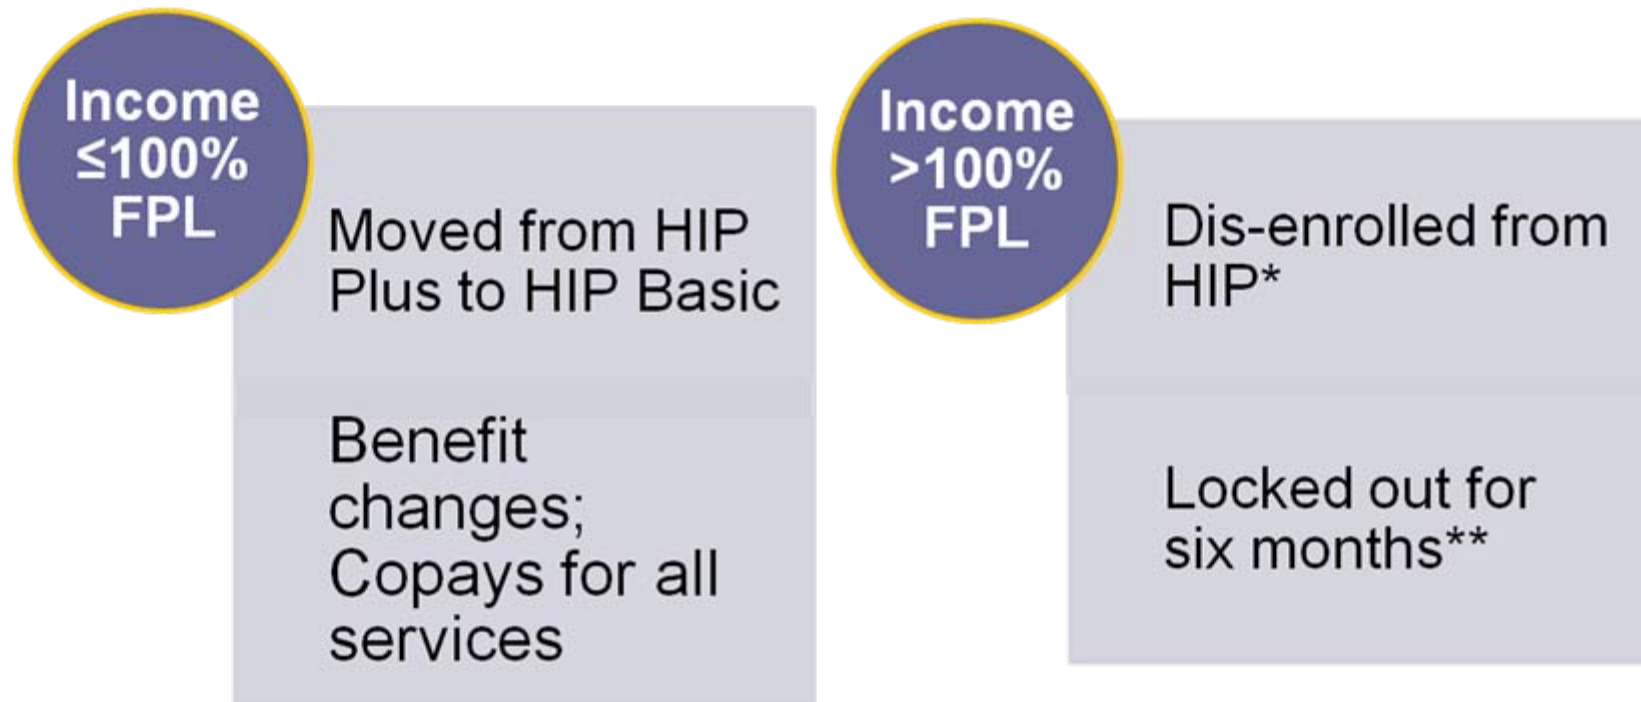 Income
≤100%
FPL
Moved from HIP
Plus to HIP Basic
Benefit
changes;
Copays for all
services
Income
>100%
FPL
Dis-enrolled from
HIP*
Locked out for
six months**